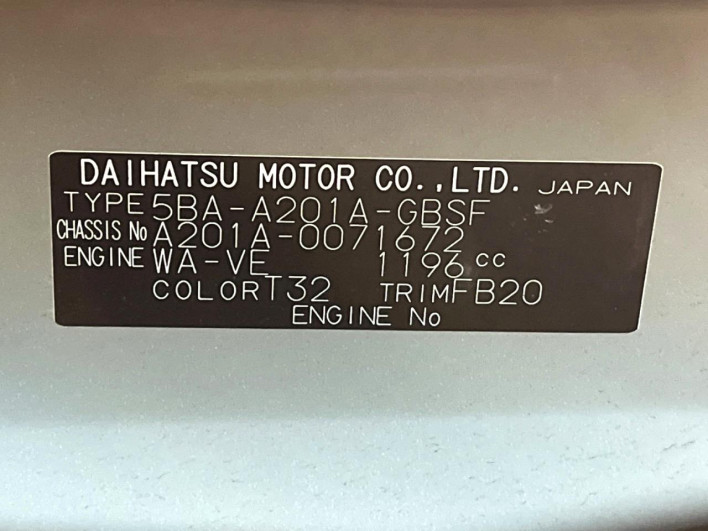 DAIHATSU MOTOR CO.,LTD. JAPAN
TYPE 5BA-A201A-GBSF
CHASSIS No A201A-0071672
ENGINE WA-VE 1196 cc
COLOR T32 TRIM FB20
ENGINE No